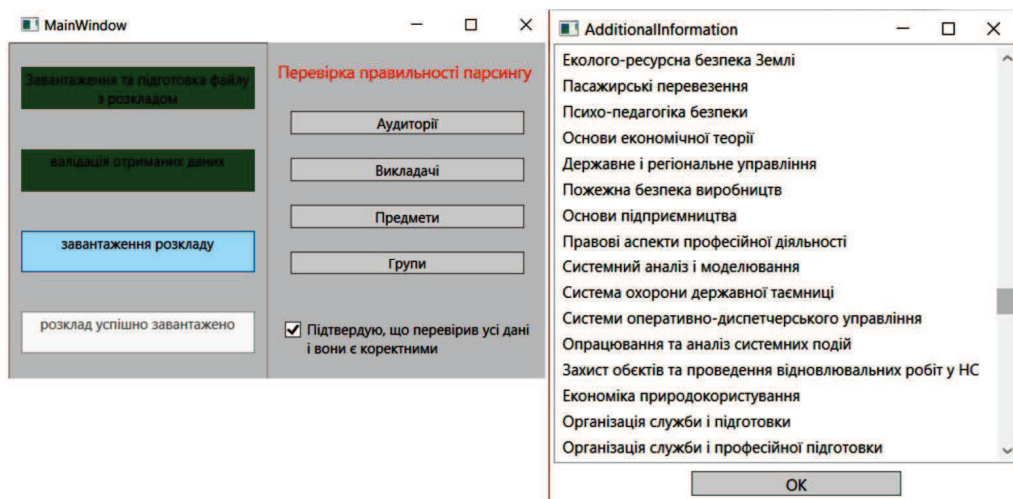 MainWindow
Завантаження та підготовка файлу
з розкладом
валідація отриманих даних
завантаження розкладу
розклад успішно завантажено
Перевірка правильності парсингу
Аудиторії
Викладачі
Предмети
Групи
Підтвердую, що перевірив усі дані
і вони є коректними
AdditionalInformation
Еколого-ресурсна безпека Землі
Пасажирські перевезення
Психо-педагогіка безпеки
Основи економічної теорії
Державне і регіональне управління
Пожежна безпека виробництв
Основи підприємництва
Правові аспекти професійної діяльності
Системний аналіз і моделювання
Система охорони державної таємниці
Системи оперативно-диспетчерського управління
Опрацювання та аналіз системних подій
Захист обєктів та проведення відновлювальних робіт у НС
Економіка природокористування
Організація служби і підготовки
Організація служби і професійної підготовки
OK